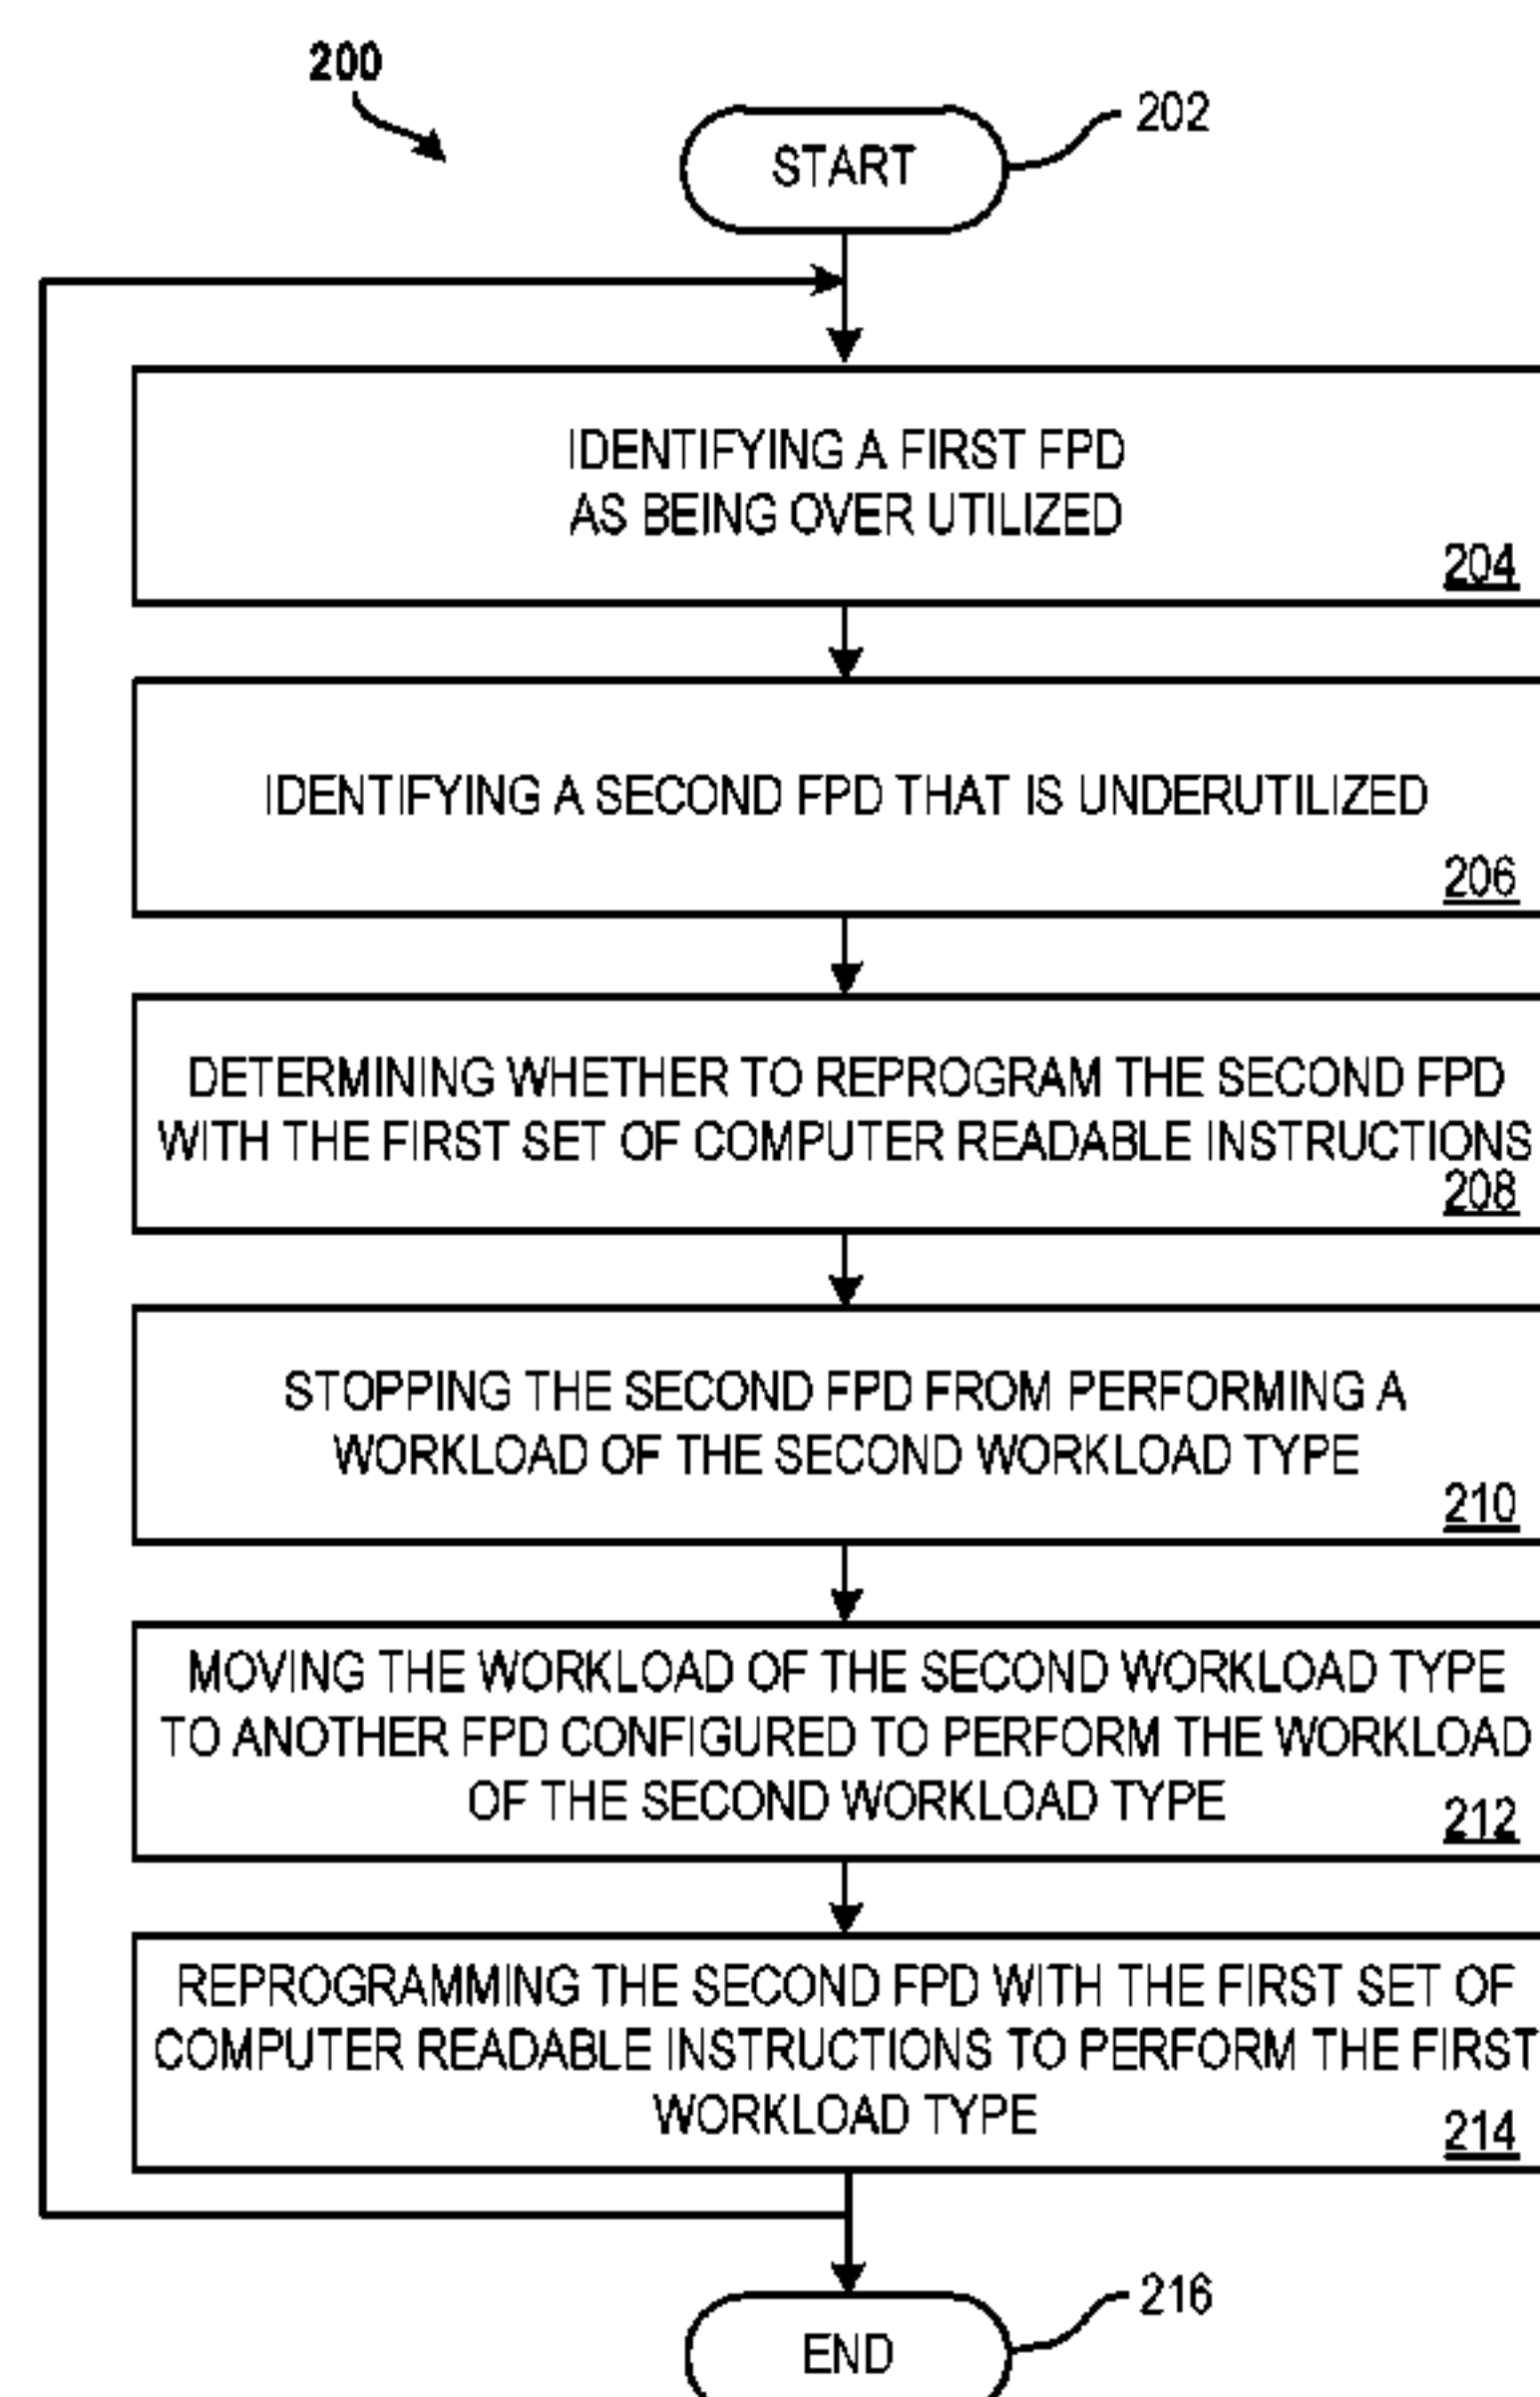 200
202
START
IDENTIFYING A FIRST FPD
AS BEING OVER UTILIZED
204
IDENTIFYING A SECOND FPD THAT IS UNDERUTILIZED
206
DETERMINING WHETHER TO REPROGRAM THE SECOND FPD
WITH THE FIRST SET OF COMPUTER READABLE INSTRUCTIONS
208
STOPPING THE SECOND FPD FROM PERFORMING A
WORKLOAD OF THE SECOND WORKLOAD TYPE
210
MOVING THE WORKLOAD OF THE SECOND WORKLOAD TYPE
TO ANOTHER FPD CONFIGURED TO PERFORM THE WORKLOAD
OF THE SECOND WORKLOAD TYPE
212
REPROGRAMMING THE SECOND FPD WITH THE FIRST SET OF
COMPUTER READABLE INSTRUCTIONS TO PERFORM THE FIRST
WORKLOAD TYPE
214
216
END